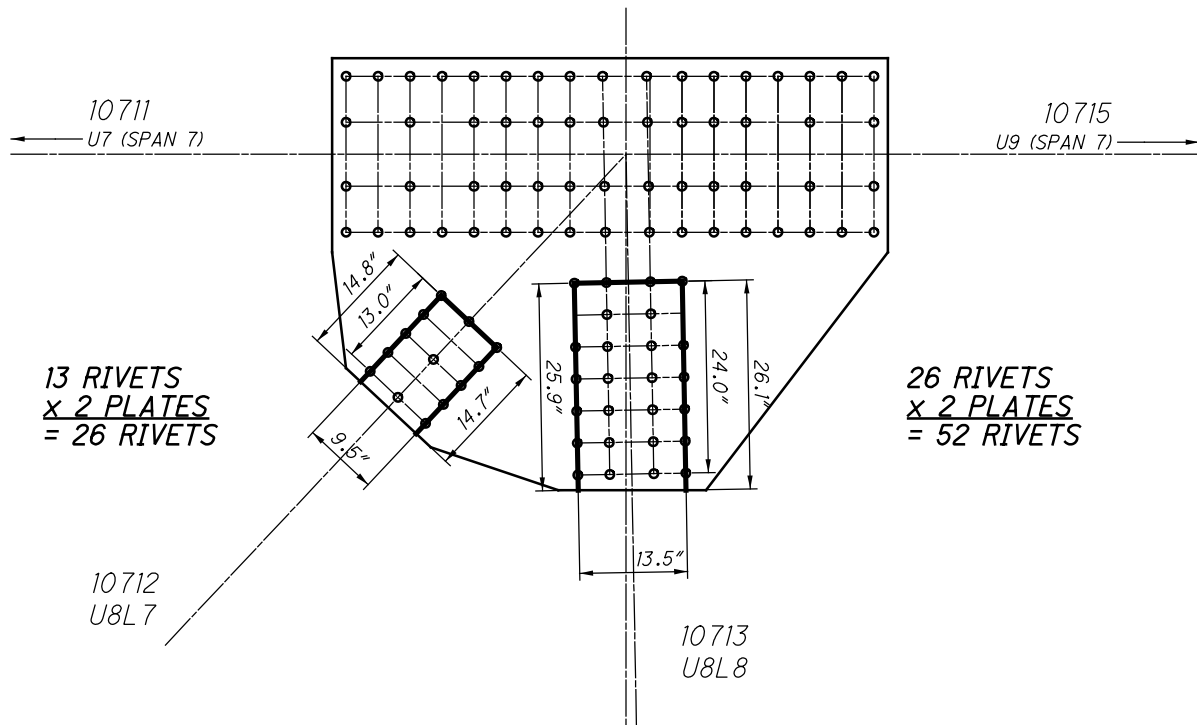 10711
U7 (SPAN 7)
10715
U9 (SPAN 7)
14.8"
13.0"
14.7"
9.5"
25.9"
24.0"
26.1"
13.5"
13 RIVETS
x 2 PLATES
= 26 RIVETS
26 RIVETS
x 2 PLATES
= 52 RIVETS
10712
U8L7
10713
U8L8